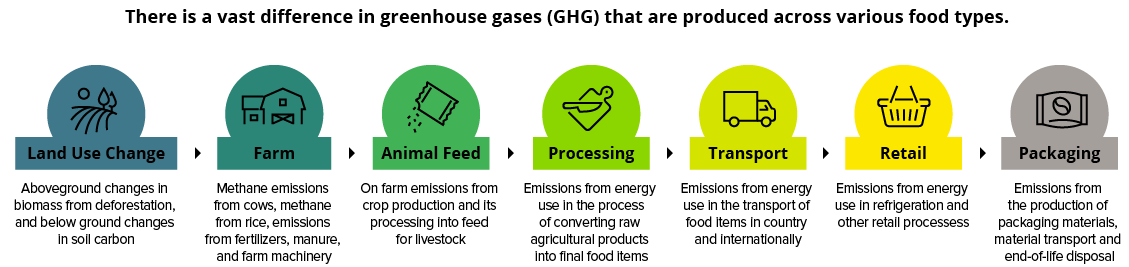 There is a vast difference in greenhouse gases (GHG) that are produced across various food types.
Land Use Change
Aboveground changes in
biomass from deforestation,
and below ground changes
in soil carbon
Farm
Methane emissions
from cows, methane
from rice, emissions
from fertilizers, manure,
and farm machinery
Animal Feed
On farm emissions from
crop production and its
processing into feed
for livestock
Processing
Emissions from energy
use in the process
of converting raw
agricultural products
into final food items
Transport
Emissions from energy
use in the transport of
food items in country
and internationally
Retail
Emissions from energy
use in refrigeration and
other retail processess
Packaging
Emissions from
the production of
packaging materials,
material transport and
end-of-life disposal